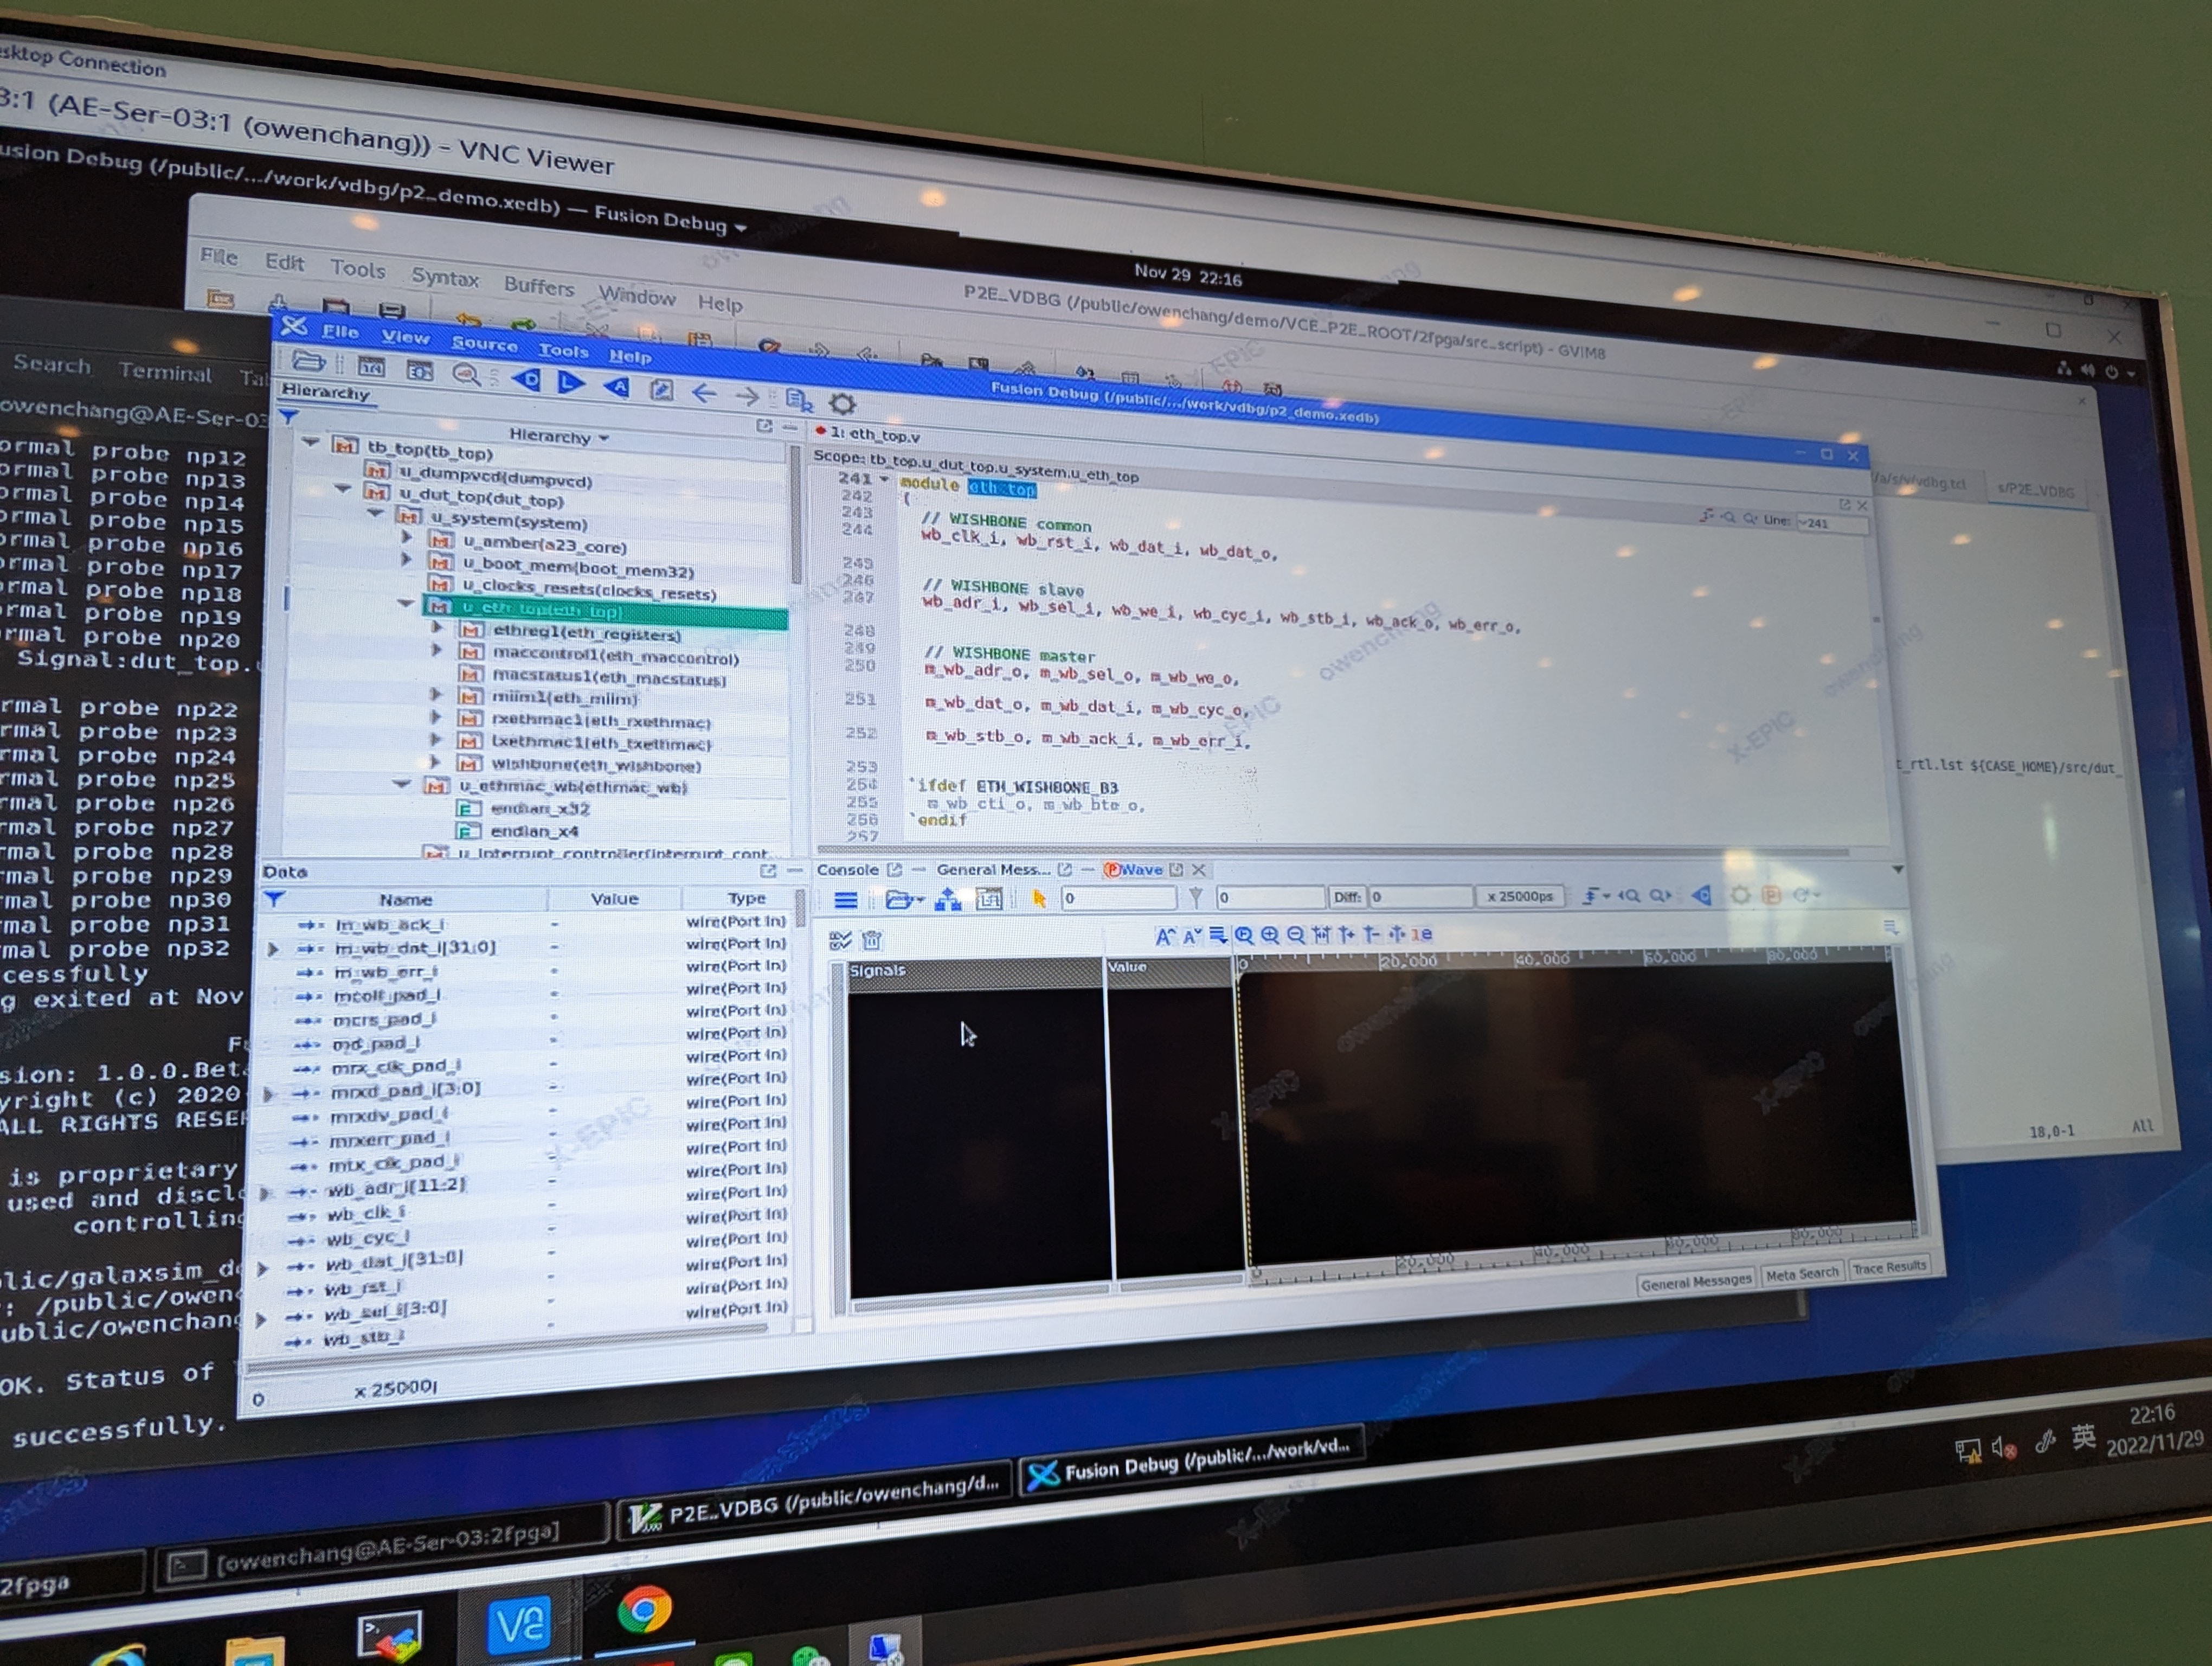 sktop Connection
3:1 (AE-Ser-03:1 (owenchang)) - VNC Viewer
usion Debug (/public/.../work/vdbg/p2_demo.xedb) — Fusion Debug
Nov 29 22:16
P2E_VDBG (/public/owenchang/demo/VCE_P2E_ROOT/2fpga/src_script) - GVIM8
File Edit Tools Syntax Buffers Window Help
Search Terminal
owenchang@AE-Ser-03
ormal probe np12
ormal probe np13
ormal probe np14
ormal probe np15
ormal probe np16
ormal probe np17
ormal probe np18
ormal probe np19
ormal probe np20
Signal:dut_top.
rmal probe np22
rmal probe np23
rmal probe np24
rmal probe np25
rmal probe np26
rmal probe np27
rmal probe np28
rmal probe np29
rmal probe np30
rmal probe np31
mal probe np32
cessfully
g exited at Nov
sion: 1.0.0.Bet
yright (c) 2020
ALL RIGHTS RESE
is proprietary
used and discl
controlling
lic/galaxsim_d
: /public/owen
ublic/owenchang
OK. Status of
successfully.
File View Source Tools Help
Fusion Debug (/public/.../work/vdbg/p2_demo.xedb)
Hierarchy
Hierarchy
tb_top(tb_top)
u_dumpvcd(dumpvcd)
u_dut_top(dut_top)
u_system(system)
u_amber(a23_core)
u_boot_mem(boot_mem32)
u_clocks_resets(clocks_resets)
u_eth_top(eth_top)
ethreg1(eth_registers)
maccontrol1(eth_maccontrol)
macstatus1(eth_macstatus)
miim1(eth_miim)
rxethmac1(eth_rxethmac)
txethmac1(eth_txethmac)
wishbone(eth_wishbone)
u_ethmac_wb(ethmac_wb)
endian_x32
endian_x4
u_interrupt_controller(interrupt_cont...
1: eth_top.v
Scope: tb_top.u_dut_top.u_system.u_eth_top
Line: 241
241 module eth_top
242 (
243 // WISHBONE common
244 wb_clk_i, wb_rst_i, wb_dat_i, wb_dat_o,
245
246 // WISHBONE slave
247 wb_adr_i, wb_sel_i, wb_we_i, wb_cyc_i, wb_stb_i, wb_ack_o, wb_err_o,
248
249 // WISHBONE master
250 m_wb_adr_o, m_wb_sel_o, m_wb_we_o,
251 m_wb_dat_o, m_wb_dat_i, m_wb_cyc_o,
252 m_wb_stb_o, m_wb_ack_i, m_wb_err_i,
253
254 `ifdef ETH_WISHBONE_B3
255 m_wb_cti_o, m_wb_bte_o,
256 `endif
257
/a/s/v/vdbg.tcl s/P2E_VDBG
t_rtl.lst ${CASE_HOME}/src/dut_
18,0-1 All
Data
Name Value Type
m_wb_ack_i - wire(Port In)
m_wb_dat_i[31:0] - wire(Port In)
m_wb_err_i - wire(Port In)
mcoll_pad_i - wire(Port In)
mcrs_pad_i - wire(Port In)
md_pad_i - wire(Port In)
mrx_clk_pad_i - wire(Port In)
mrxd_pad_i[3:0] - wire(Port In)
mrxdv_pad_i - wire(Port In)
mrxerr_pad_i - wire(Port In)
mtx_clk_pad_i - wire(Port In)
wb_adr_i[11:2] - wire(Port In)
wb_clk_i - wire(Port In)
wb_cyc_i - wire(Port In)
wb_dat_i[31:0] - wire(Port In)
wb_rst_i - wire(Port In)
wb_sel_i[3:0] - wire(Port In)
wb_stb_i - wire(Port In)
0 x 25000
Console General Mess... Wave
0 0 Diff: 0 x 25000ps
Signals Value 0 20,000 40,000 60,000 80,000
0 20,000 40,000 60,000 80,000
General Messages Meta Search Trace Results
X-EPIC
owenchang
2fpga
[owenchang@AE-Ser-03:2fpga]
P2E_VDBG (/public/owenchang/d...
Fusion Debug (/public/.../work/vd...
英
22:16
2022/11/29